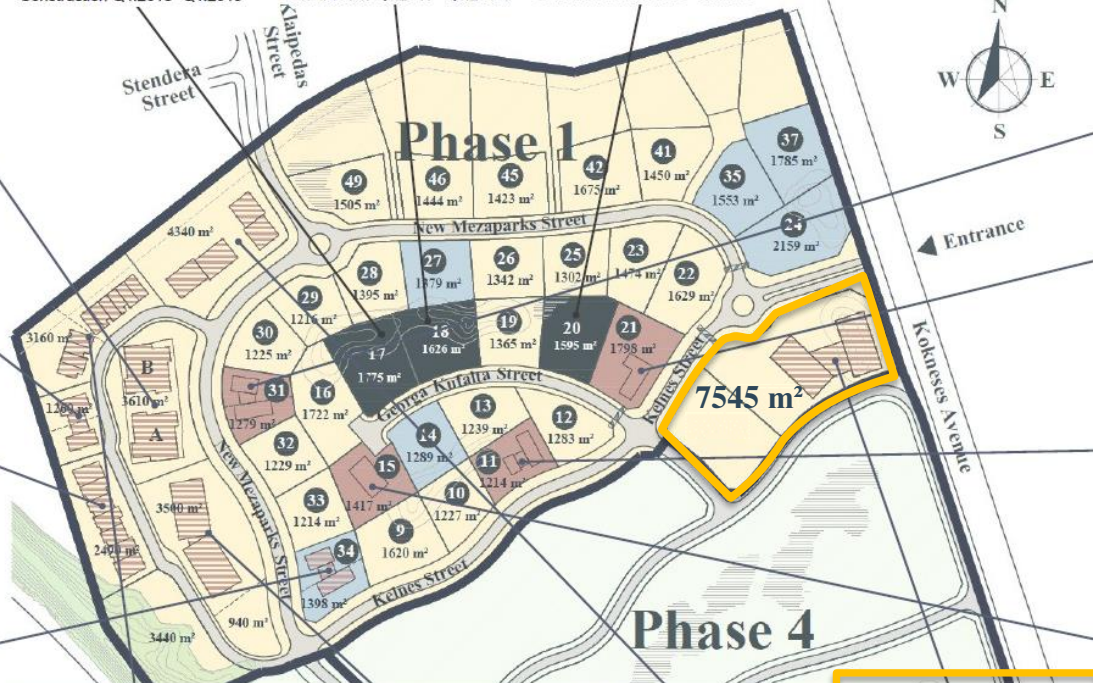 N
W E
S
Klaipedas
Street
Stendera
Street
Phase 1
Entrance
Kokneses Avenue
New Mezaparks Street
37
1785 m²
35
1553 m²
24
2159 m²
41
1450 m²
42
1675 m²
45
1423 m²
46
1444 m²
49
1505 m²
4340 m²
28
1395 m²
27
1379 m²
26
1342 m²
25
1302 m²
23
1474 m²
22
1629 m²
29
1216 m²
30
1225 m²
17
1775 m²
18
1626 m²
19
1365 m²
20
1595 m²
21
1798 m²
3160 m²
B
3610 m²
A
31
1279 m²
16
1722 m²
Georga Kufalta Street
Kelnes Street
7545 m²
32
1229 m²
15
1417 m²
14
1289 m²
13
1239 m²
12
1283 m²
11
1214 m²
10
1227 m²
33
1214 m²
9
1620 m²
New Mezaparks Street
3500 m²
34
1398 m²
Kelnes Street
940 m²
3440 m²
Phase 4